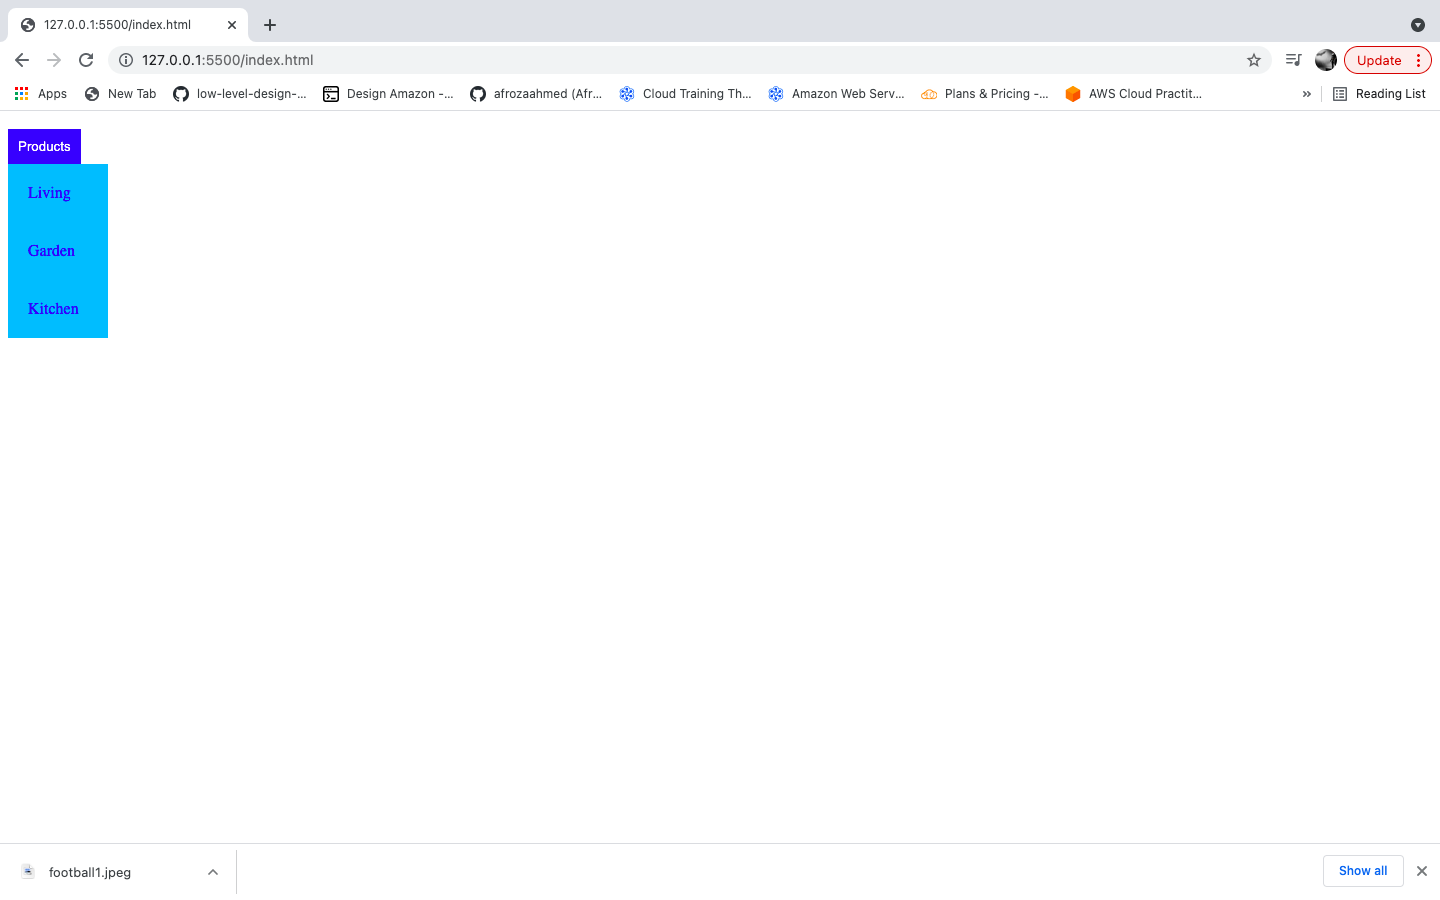 127.0.0.1:5500/index.html
127.0.0.1:5500/index.html
Update
Apps New Tab low-level-design-... Design Amazon -... afrozaahmed (Afr... Cloud Training Th... Amazon Web Serv... Plans & Pricing -... AWS Cloud Practit... » Reading List
Products
Living
Garden
Kitchen
football1.jpeg Show all